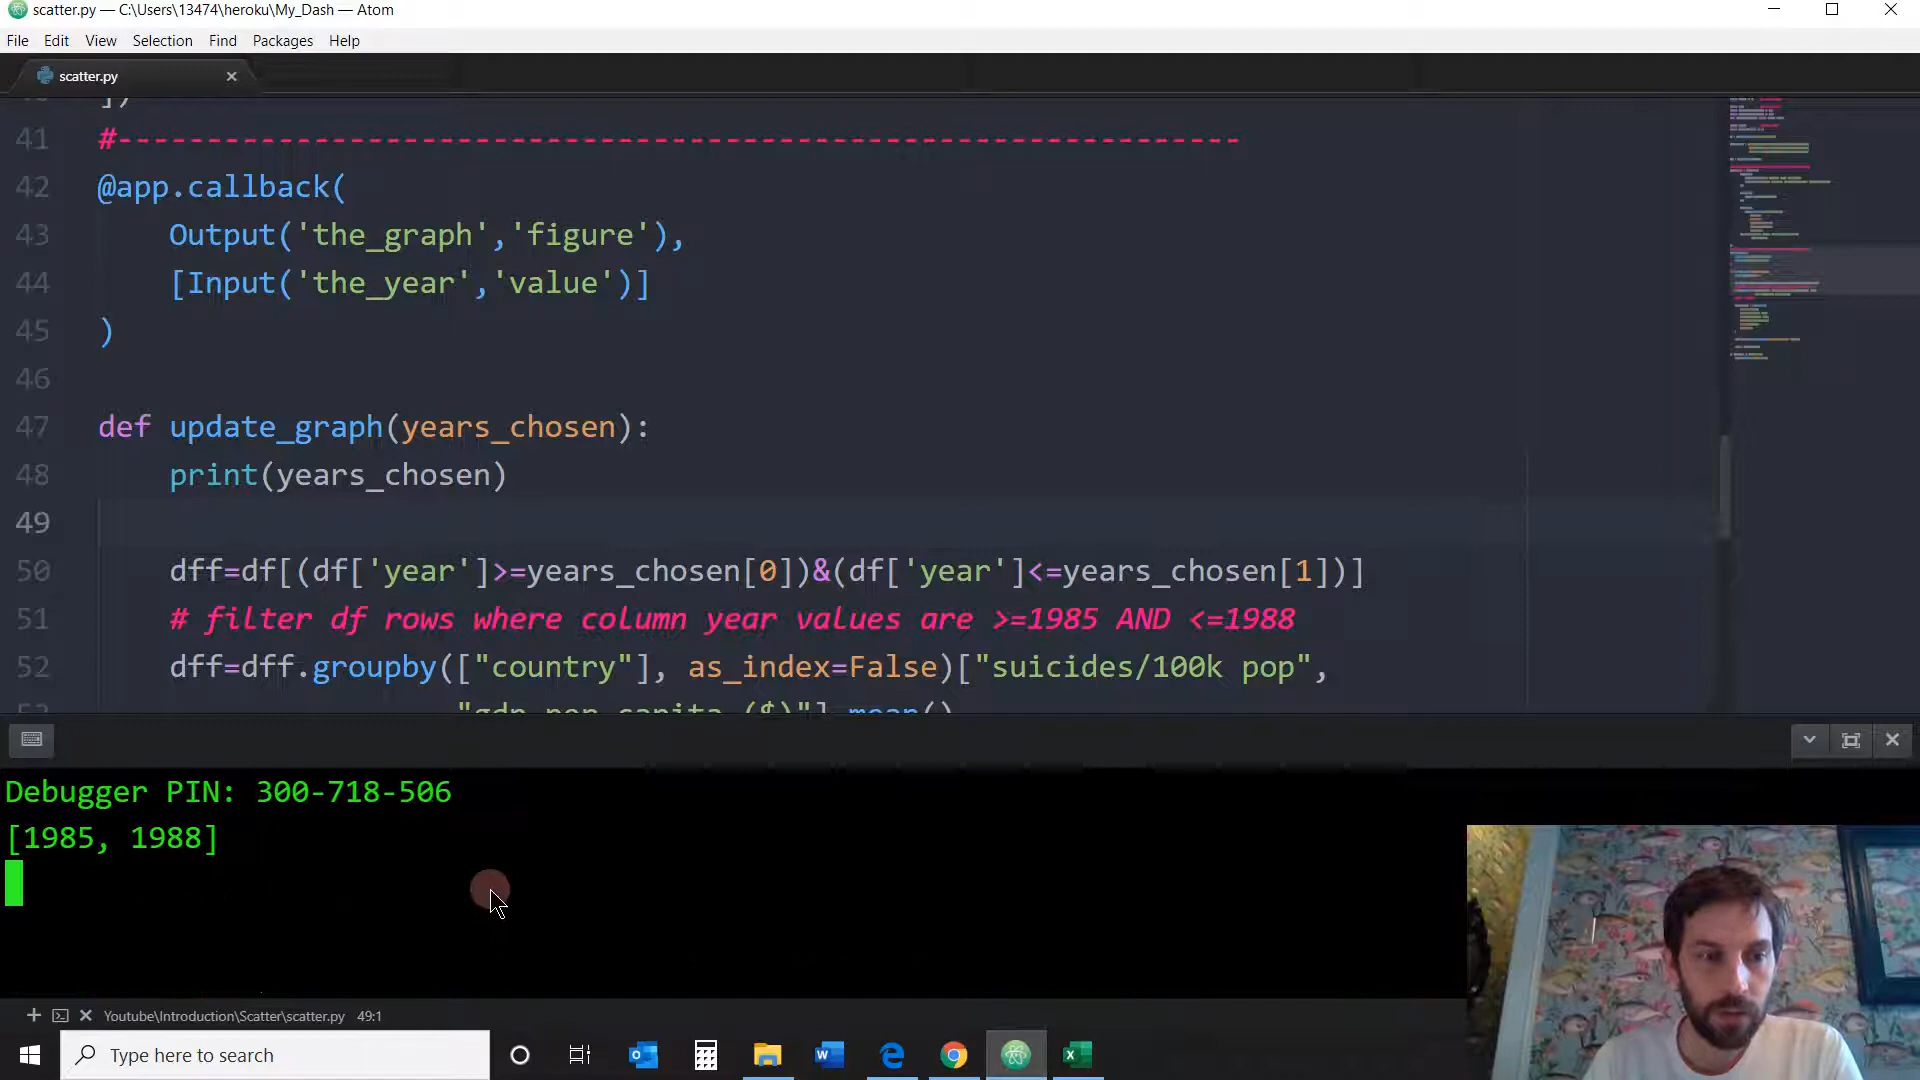 scatter.py — C:\Users\13474\heroku\My_Dash — Atom
File Edit View Selection Find Packages Help
scatter.py
41 #---------------------------------------------------------------
42 @app.callback(
43 Output('the_graph','figure'),
44 [Input('the_year','value')]
45 )
46
47 def update_graph(years_chosen):
48 print(years_chosen)
49
50 dff=df[(df['year']>=years_chosen[0])&(df['year']<=years_chosen[1])]
51 # filter df rows where column year values are >=1985 AND <=1988
52 dff=dff.groupby(["country"], as_index=False)["suicides/100k pop",
53 "gdp_per_capita ($)"].mean()
Debugger PIN: 300-718-506
[1985, 1988]
Youtube\Introduction\Scatter\scatter.py 49:1
Type here to search